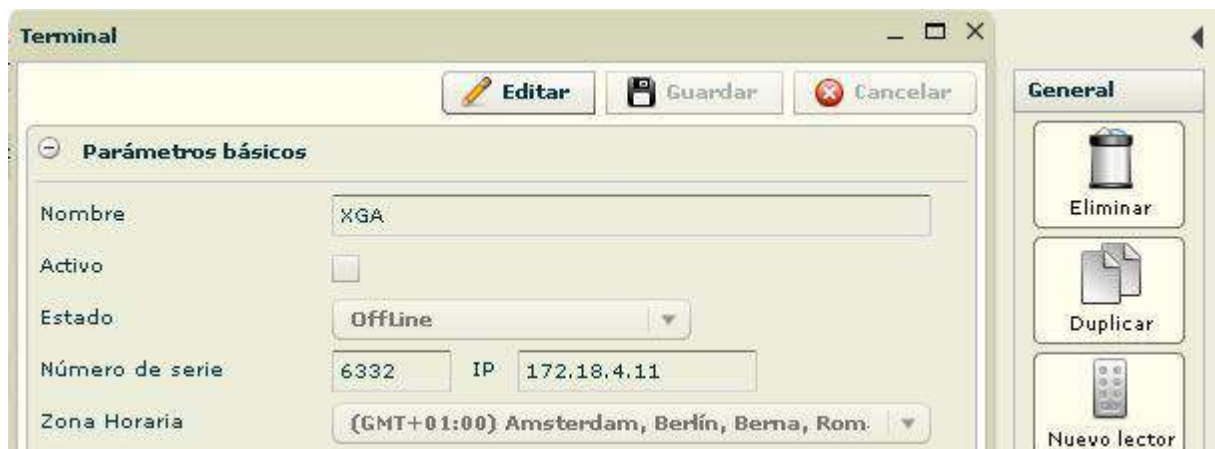 Terminal
Editar Guardar Cancelar
Parámetros básicos
Nombre XGA
Activo
Estado OffLine
Número de serie 6332 IP 172.18.4.11
Zona Horaria (GMT+01:00) Amsterdam, Berlín, Berna, Rom
General
Eliminar
Duplicar
Nuevo lector